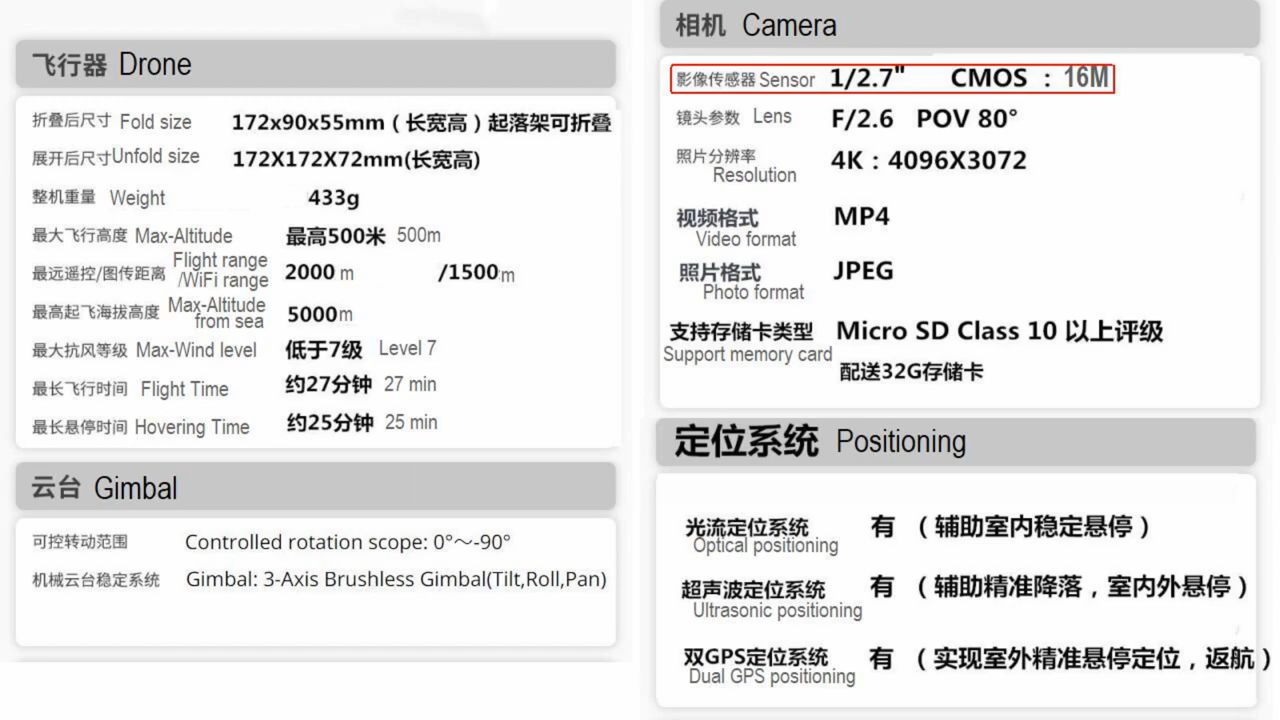 飞行器 Drone
折叠后尺寸 Fold size 172x90x55mm（长宽高）起落架可折叠
展开后尺寸Unfold size 172X172X72mm(长宽高)
整机重量 Weight 433g
最大飞行高度 Max-Altitude 最高500米 500m
最远遥控/图传距离 Flight range /WiFi range 2000 m /1500 m
最高起飞海拔高度 Max-Altitude from sea 5000m
最大抗风等级 Max-Wind level 低于7级 Level 7
最长飞行时间 Flight Time 约27分钟 27 min
最长悬停时间 Hovering Time 约25分钟 25 min
云台 Gimbal
可控转动范围 Controlled rotation scope: 0°～-90°
机械云台稳定系统 Gimbal: 3-Axis Brushless Gimbal(Tilt,Roll,Pan)
相机 Camera
影像传感器 Sensor 1/2.7" CMOS : 16M
镜头参数 Lens F/2.6 POV 80°
照片分辨率 4K：4096X3072
Resolution
视频格式 MP4
Video format
照片格式 JPEG
Photo format
支持存储卡类型 Micro SD Class 10 以上评级
Support memory card
配送32G存储卡
定位系统 Positioning
光流定位系统 有 （辅助室内稳定悬停）
Optical positioning
超声波定位系统 有 （辅助精准降落，室内外悬停）
Ultrasonic positioning
双GPS定位系统 有 （实现室外精准悬停定位，返航）
Dual GPS positioning